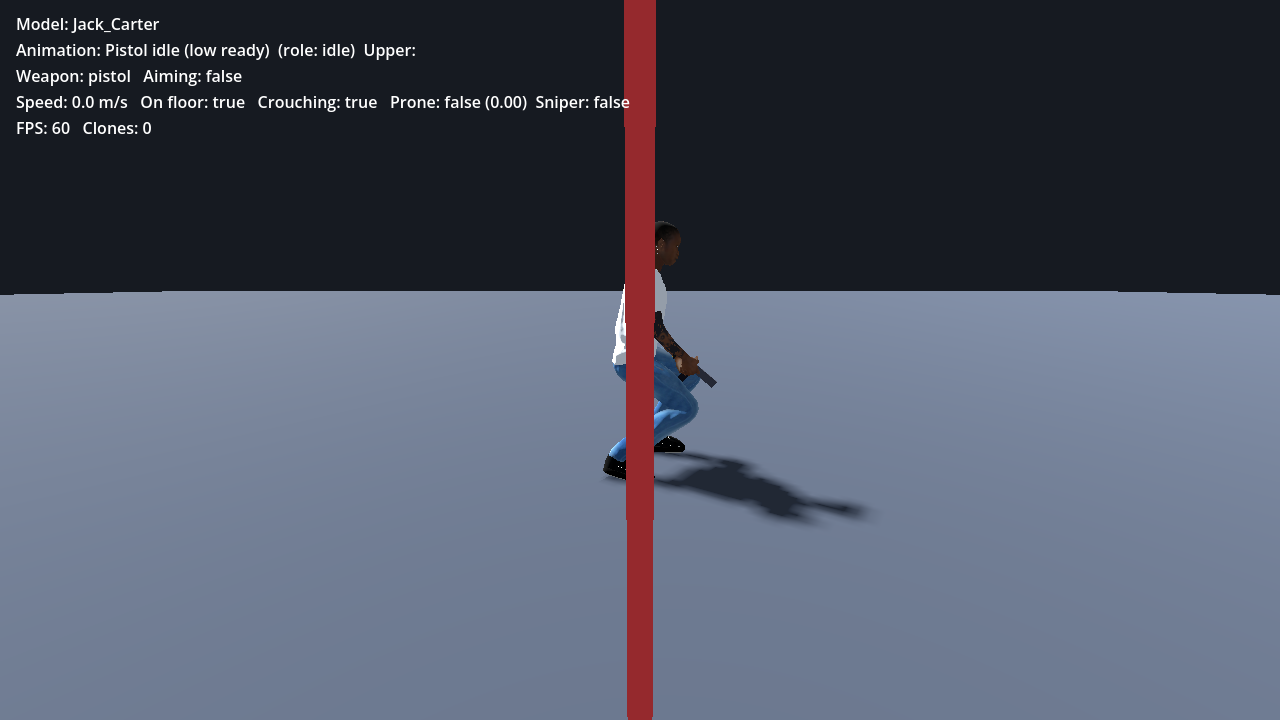 Model: Jack_Carter
Animation: Pistol idle (low ready)  (role: idle)  Upper:
Weapon: pistol   Aiming: false
Speed: 0.0 m/s   On floor: true   Crouching: true   Prone: false (0.00)  Sniper: false
FPS: 60   Clones: 0